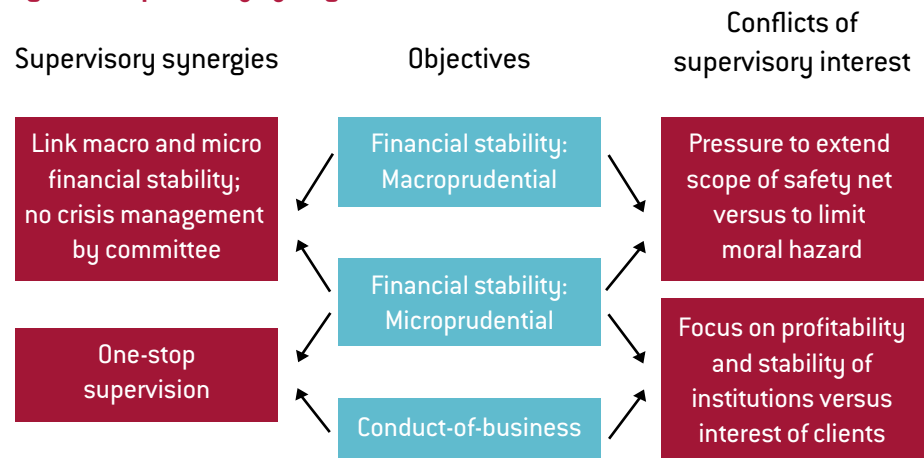 Supervisory synergies
Objectives
Conflicts of
supervisory interest
Link macro and micro
financial stability;
no crisis management
by committee
Financial stability:
Macroprudential
Pressure to extend
scope of safety net
versus to limit
moral hazard
Financial stability:
Microprudential
One-stop
supervision
Focus on profitability
and stability of
institutions versus
interest of clients
Conduct-of-business